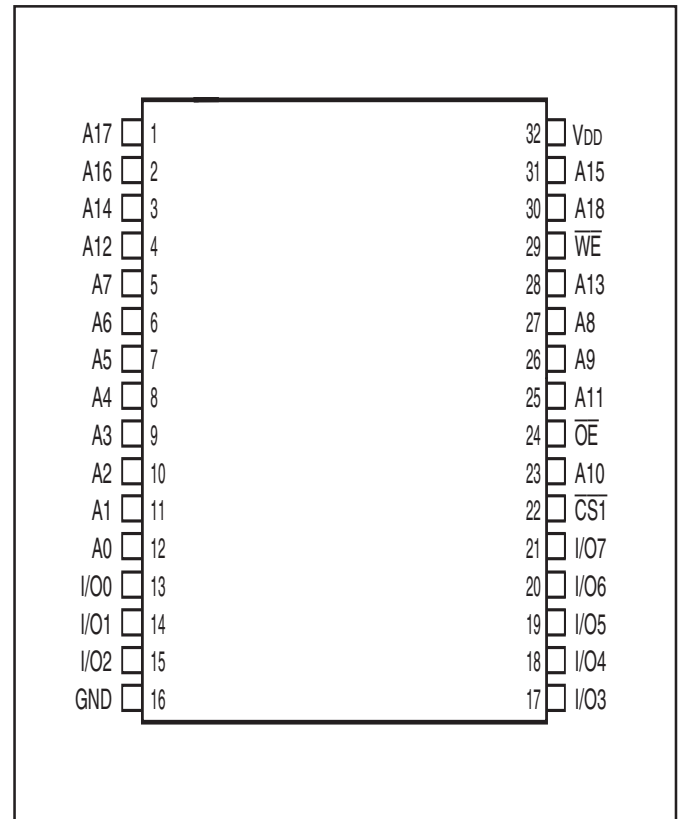 A17 1 32 VDD
A16 2 31 A15
A14 3 30 A18
A12 4 29 W̅E̅
A7 5 28 A13
A6 6 27 A8
A5 7 26 A9
A4 8 25 A11
A3 9 24 O̅E̅
A2 10 23 A10
A1 11 22 C̅S̅1̅
A0 12 21 I/O7
I/O0 13 20 I/O6
I/O1 14 19 I/O5
I/O2 15 18 I/O4
GND 16 17 I/O3